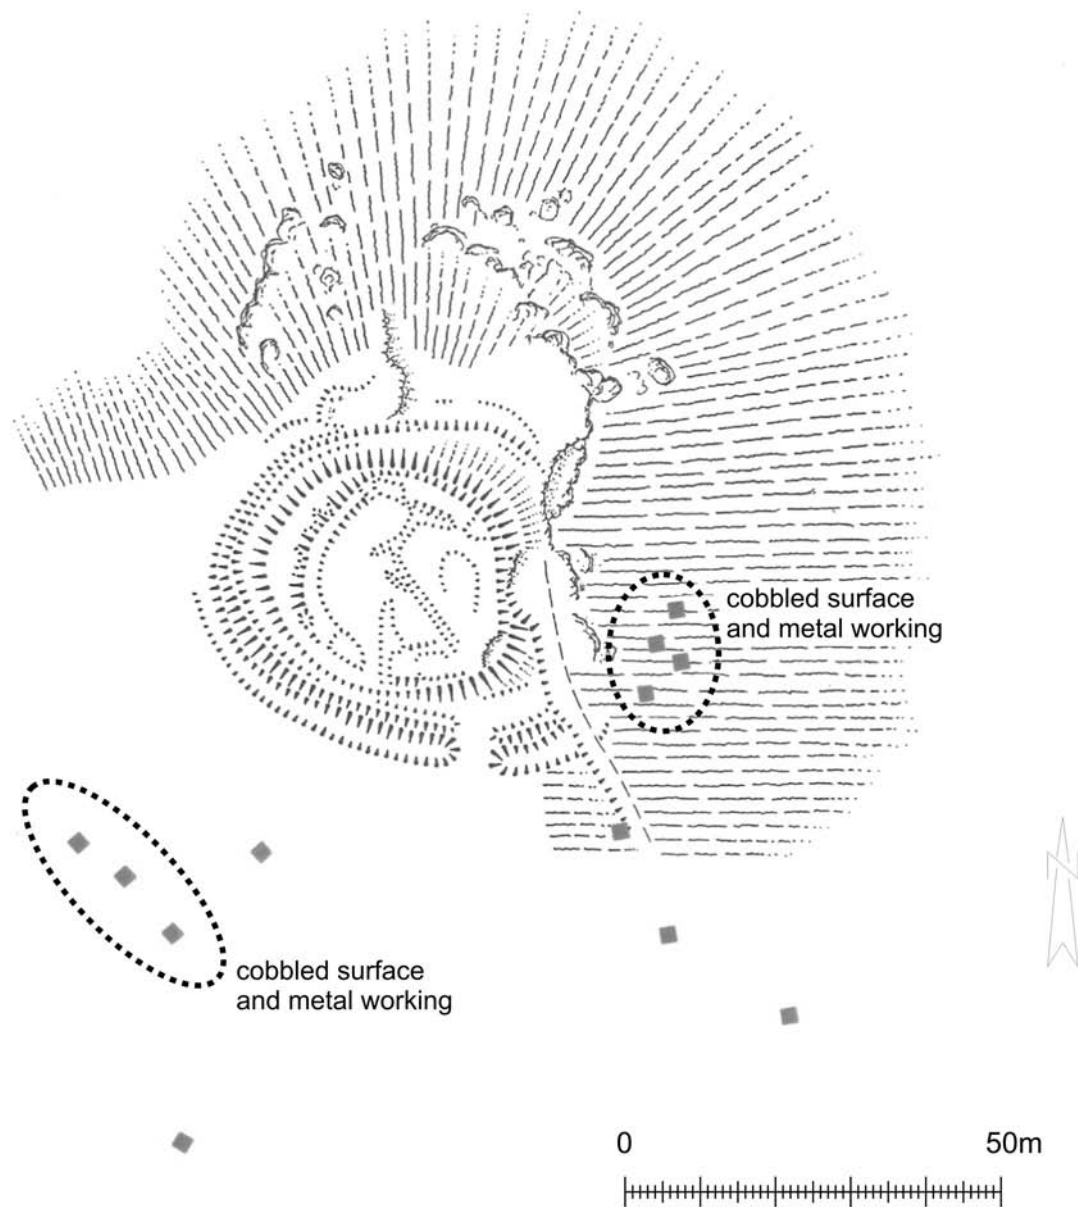 cobbled surface
and metal working
cobbled surface
and metal working
N
0 50m